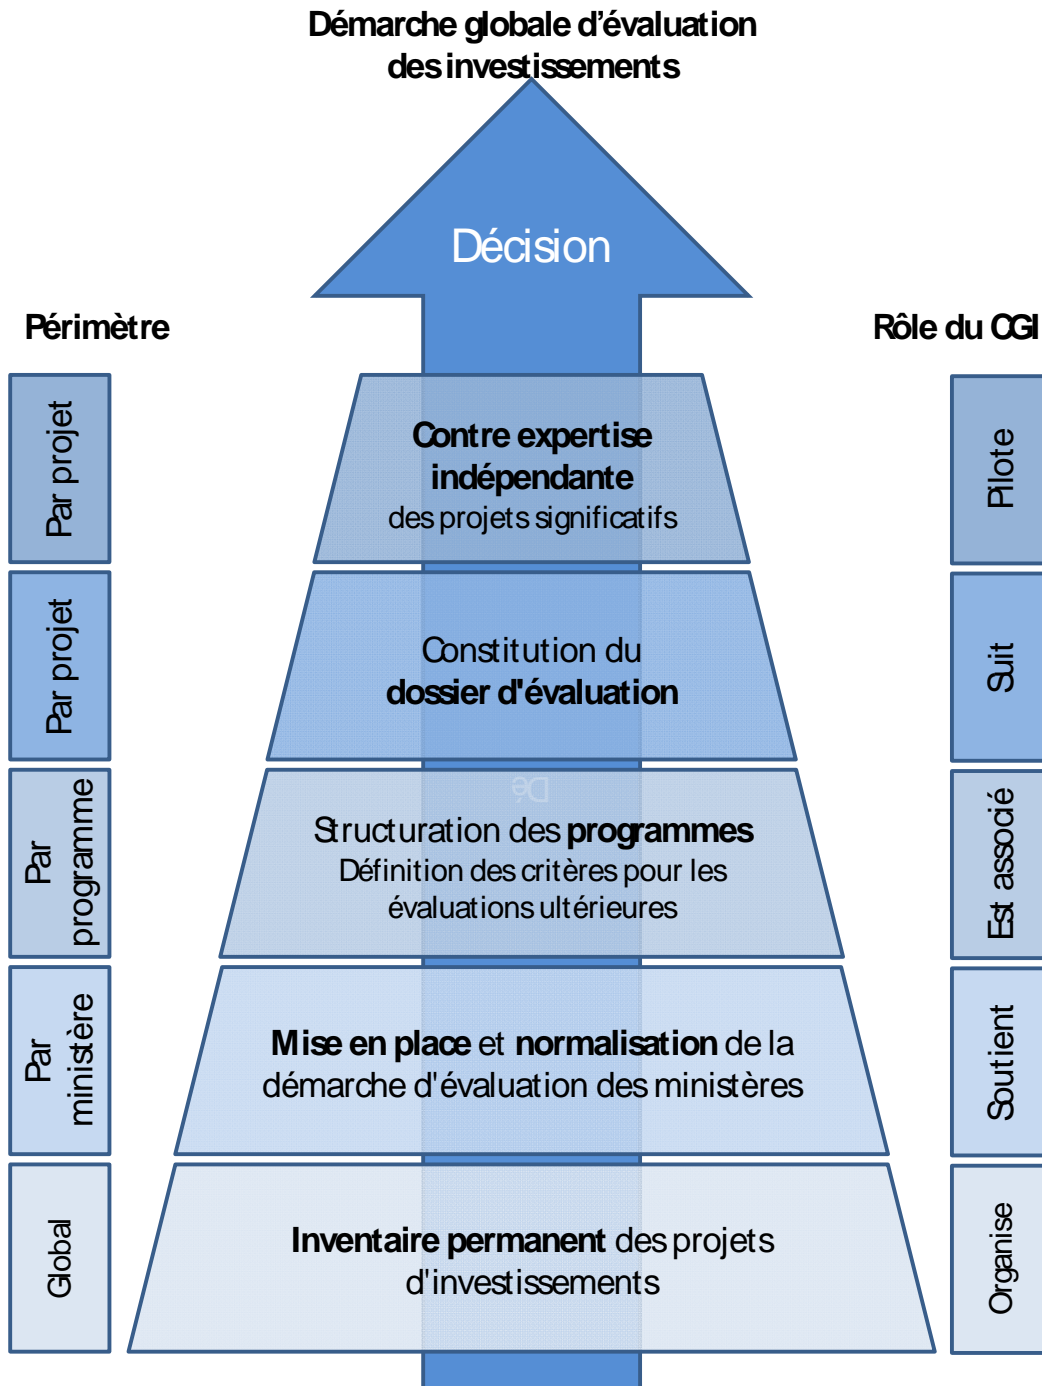 Démarche globale d’évaluation
des investissements
Décision
Périmètre
Rôle du CGI
Par projet
Contre expertise
indépendante
des projets significatifs
Pilote
Par projet
Constitution du
dossier d'évaluation
Suit
Dé
Par
programme
Structuration des programmes
Définition des critères pour les
évaluations ultérieures
Est associé
Par
ministère
Mise en place et normalisation de la
démarche d'évaluation des ministères
Soutient
Global
Inventaire permanent des projets
d'investissements
Organise